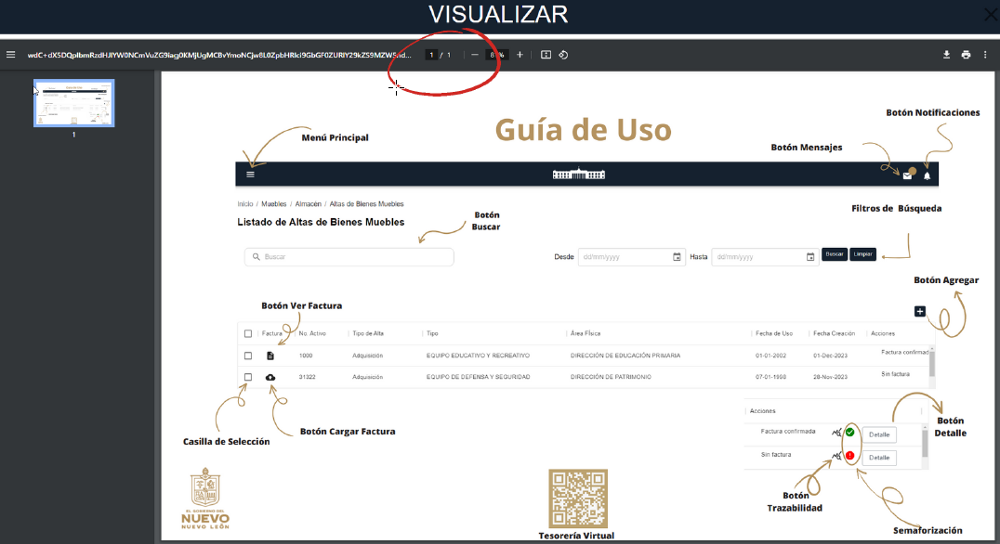 VISUALIZAR
1 / 1
1
Guía de Uso
Botón Notificaciones
Menú Principal
Botón Mensajes
Inicio / Muebles / Almacén / Altas de Bienes Muebles
Filtros de Búsqueda
Listado de Altas de Bienes Muebles
Botón
Buscar
Buscar
Desde dd/mm/yyyy Hasta dd/mm/yyyy Buscar Limpiar
Botón Agregar
Botón Ver Factura
Factura No. Activo Tipo de Alta Tipo Área Física Fecha de Uso Fecha Creación Acciones
1000 Adquisición EQUIPO EDUCATIVO Y RECREATIVO DIRECCIÓN DE EDUCACIÓN PRIMARIA 01-01-2002 01-Dec-2023 Factura confirmad
31322 Adquisición EQUIPO DE DEFENSA Y SEGURIDAD DIRECCIÓN DE PATRIMONIO 07-01-1998 28-Nov-2023 Sin factura
Casilla de Selección
Botón Cargar Factura
Acciones
Factura confirmada Detalle
Sin factura Detalle
Botón
Detalle
Botón
Trazabilidad
Semaforización
EL GOBIERNO DEL
NUEVO
NUEVO LEÓN
Tesorería Virtual